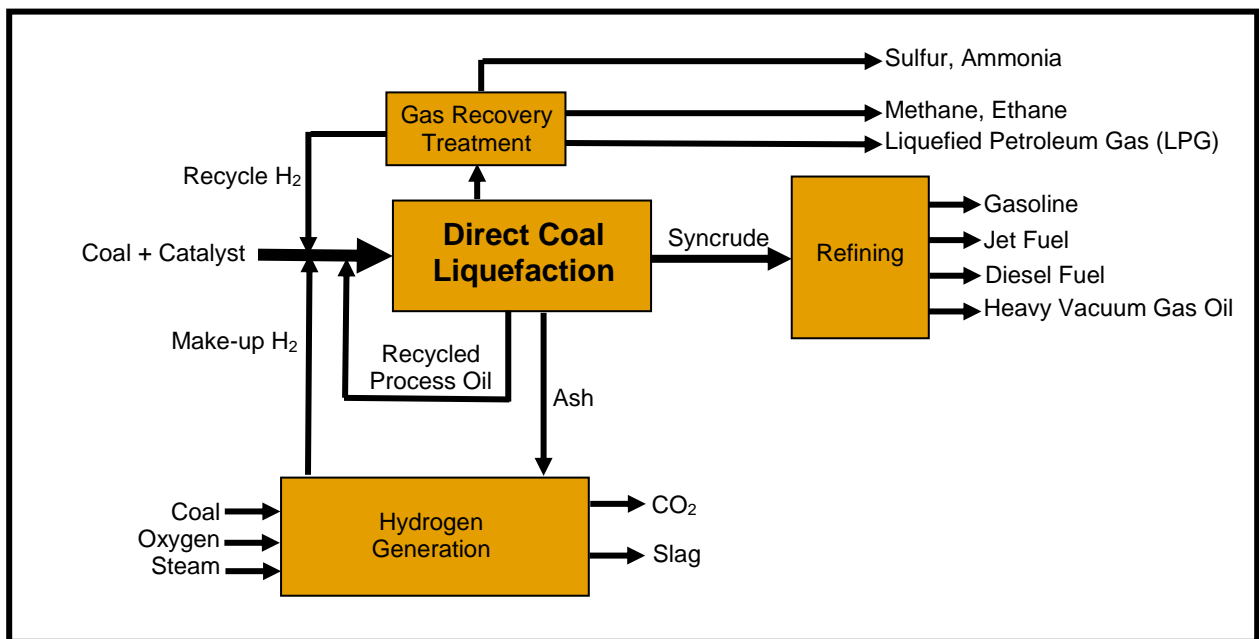 Sulfur, Ammonia
Gas Recovery
Treatment
Methane, Ethane
Liquefied Petroleum Gas (LPG)
Recycle H₂
Coal + Catalyst
Direct Coal
Liquefaction
Syncrude
Refining
Gasoline
Jet Fuel
Diesel Fuel
Heavy Vacuum Gas Oil
Make-up H₂
Recycled
Process Oil
Ash
Coal
Oxygen
Steam
Hydrogen
Generation
CO₂
Slag